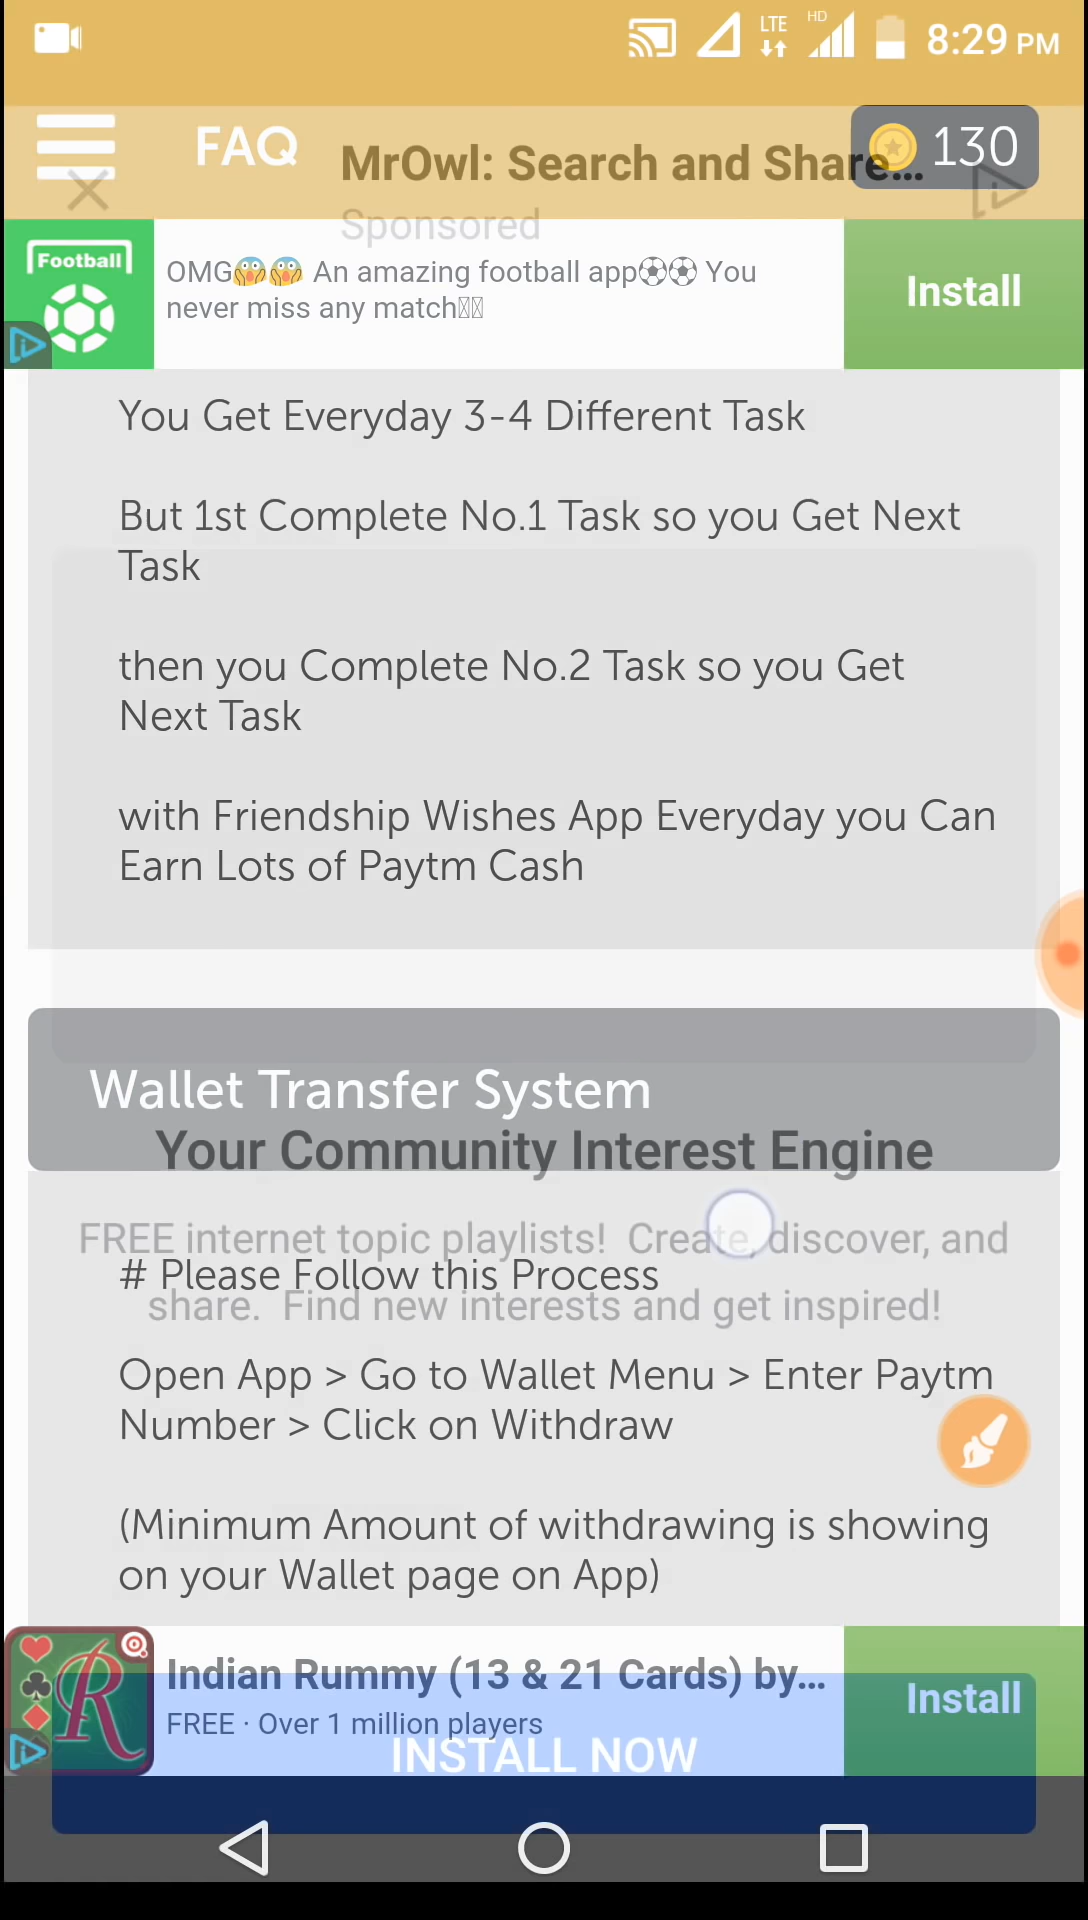 LTE
HD
8:29 PM
FAQ
MrOwl: Search and Share...
130
Sponsored
Football
OMG😱😱 An amazing football app⚽⚽ You
never miss any match
Install
You Get Everyday 3-4 Different Task
But 1st Complete No.1 Task so you Get Next
Task
then you Complete No.2 Task so you Get
Next Task
with Friendship Wishes App Everyday you Can
Earn Lots of Paytm Cash
Wallet Transfer System
Your Community Interest Engine
FREE internet topic playlists! Create, discover, and
# Please Follow this Process
share. Find new interests and get inspired!
Open App > Go to Wallet Menu > Enter Paytm
Number > Click on Withdraw
(Minimum Amount of withdrawing is showing
on your Wallet page on App)
R
Indian Rummy (13 & 21 Cards) by...
Install
FREE · Over 1 million players
INSTALL NOW